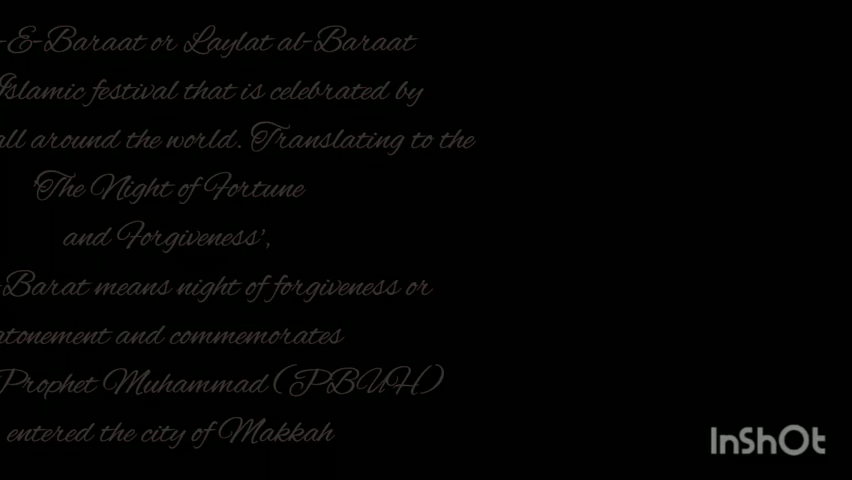 -E-Baraat or Laylat al-Baraat
Islamic festival that is celebrated by
all around the world. Translating to the
'The Night of Fortune
and Forgiveness',
-Barat means night of forgiveness or
atonement and commemorates
Prophet Muhammad (PBUH)
entered the city of Makkah
InShOt